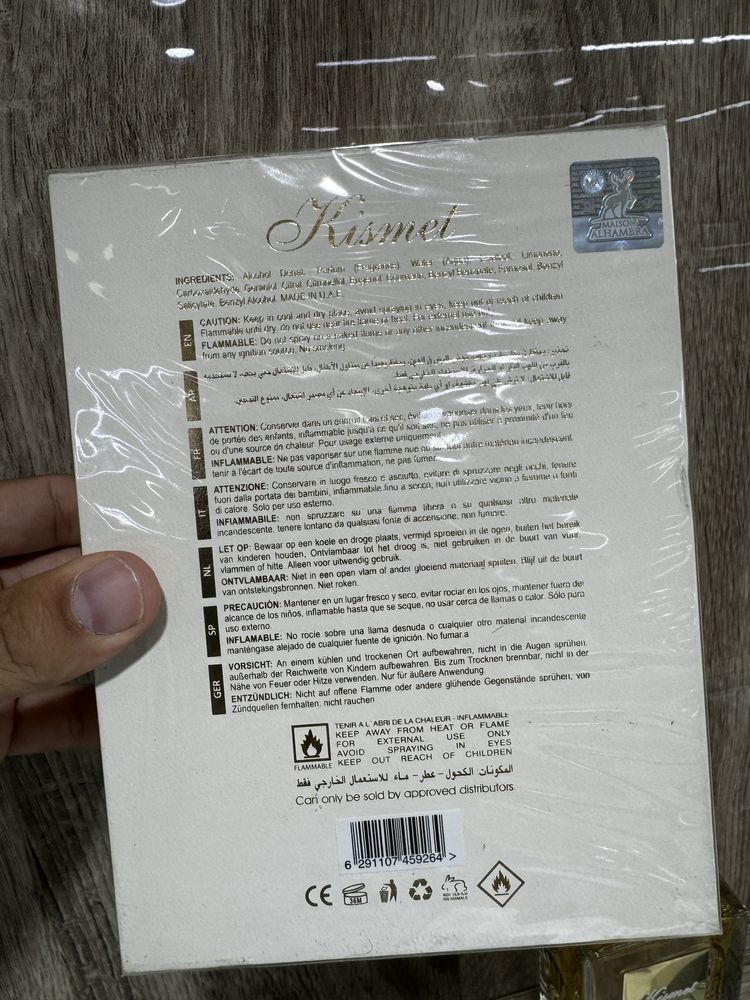 Kismet
MAISON
ALHAMBRA
INGREDIENTS: Alcohol Denat. Parfum (Fragrance) Water (Aqua), Limonene,
Geraniol, Citral, Citronellol, Eugenol, Coumarin, Benzyl Benzoate, Farnesol, Benzyl
Salicylate, Benzyl Alcohol. MADE IN U.A.E
EN
CAUTION: Keep in cool and dry place, avoid spraying in eyes, keep out of reach of children
Flammable until dry, do not use near fire flame or heat. For external use
FLAMMABLE: Do not spray on a naked flame or any other incandescent keep away
from any ignition source. No smoking
AR
FR
ATTENTION: Conserver dans un endroit frais et sec, éviter de vaporiser dans les yeux, tenir hors
de portée des enfants, inflammable jusqu'à ce qu'il soit sec, ne pas utiliser à proximité d'un feu
ou d'une source de chaleur. Pour usage externe uniquement.
INFLAMMABLE: Ne pas vaporiser sur une flamme nue ou sur tout autre matériau incandescent,
tenir à l'écart de toute source d'inflammation, ne pas fumer.
IT
ATTENZIONE: Conservare in luogo fresco e asciutto, evitare di spruzzare negli occhi, tenere
fuori dalla portata dei bambini, infiammabile fino a secco, non utilizzare vicino a fiamme o fonti
di calore. Solo per uso esterno.
INFIAMMABILE: non spruzzare su una fiamma libera o su qualsiasi altro materiale
incandescente, tenere lontano da qualsiasi fonte di accensione, non fumare.
NL
LET OP: Bewaar op een koele en droge plaats, vermijd sproeien in de ogen, buiten het bereik
van kinderen houden, Ontvlambaar tot het droog is, niet gebruiken in de buurt van vuur,
vlammen of hitte. Alleen voor uitwendig gebruik.
ONTVLAMBAAR: Niet in een open vlam of ander gloeiend materiaal spuiten. Blijf uit de buurt
van ontstekingsbronnen. Niet roken.
SP
PRECAUCIÓN: Mantener en un lugar fresco y seco, evitar rociar en los ojos, mantener fuera del
alcance de los niños, inflamable hasta que se seque, no usar cerca de llamas o calor. Sólo para
uso externo.
INFLAMABLE: No rocíe sobre una llama desnuda o cualquier otro material incandescente
manténgase alejado de cualquier fuente de ignición. No fumar.a
GER
VORSICHT: An einem kühlen und trockenen Ort aufbewahren, nicht in die Augen sprühen,
außerhalb der Reichweite von Kindern aufbewahren. Bis zum Trocknen brennbar, nicht in der
Nähe von Feuer oder Hitze verwenden. Nur für äußere Anwendung.
ENTZÜNDLICH: Nicht auf offene Flamme oder andere glühende Gegenstände sprühen, von
Zündquellen fernhalten. nicht rauchen
FLAMMABLE
TENIR A L'ABRI DE LA CHALEUR - INFLAMMABLE
KEEP AWAY FROM HEAT OR FLAME
FOR EXTERNAL USE ONLY
AVOID SPRAYING IN EYES
KEEP OUT REACH OF CHILDREN
المكونات: الكحول - عطر - ماء للاستعمال الخارجي فقط
Can only be sold by approved distributors.
6 291107 459264 >
CE
36M
NOT TESTED
ON ANIMALS
Kismet